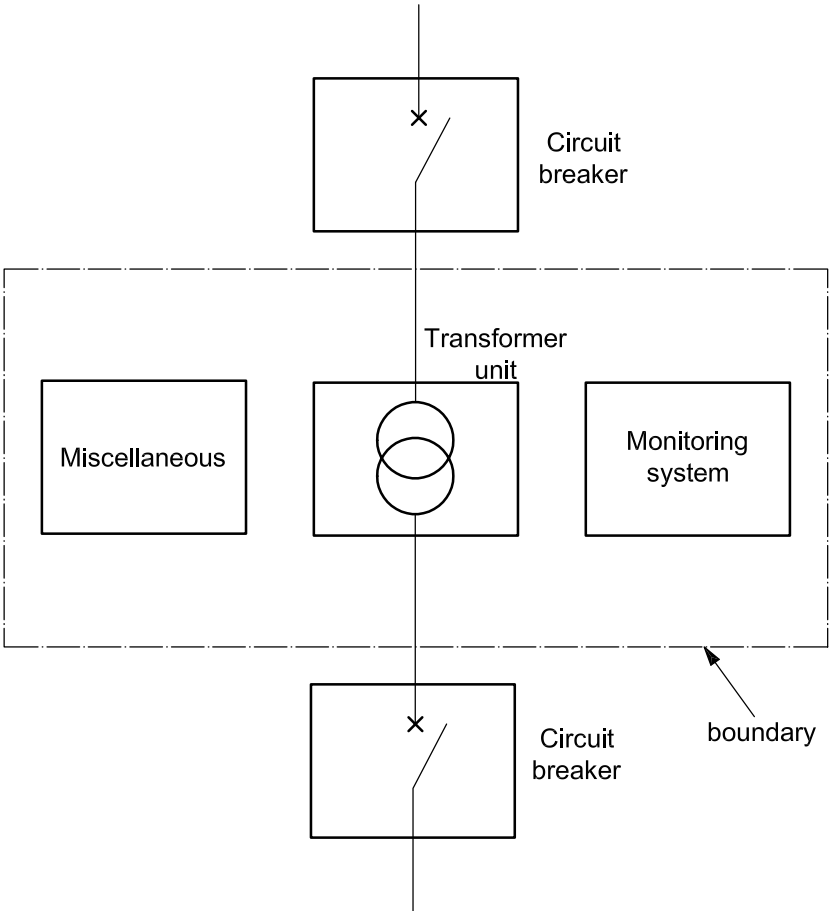 Circuit
breaker
Transformer
unit
Miscellaneous
Monitoring
system
boundary
Circuit
breaker